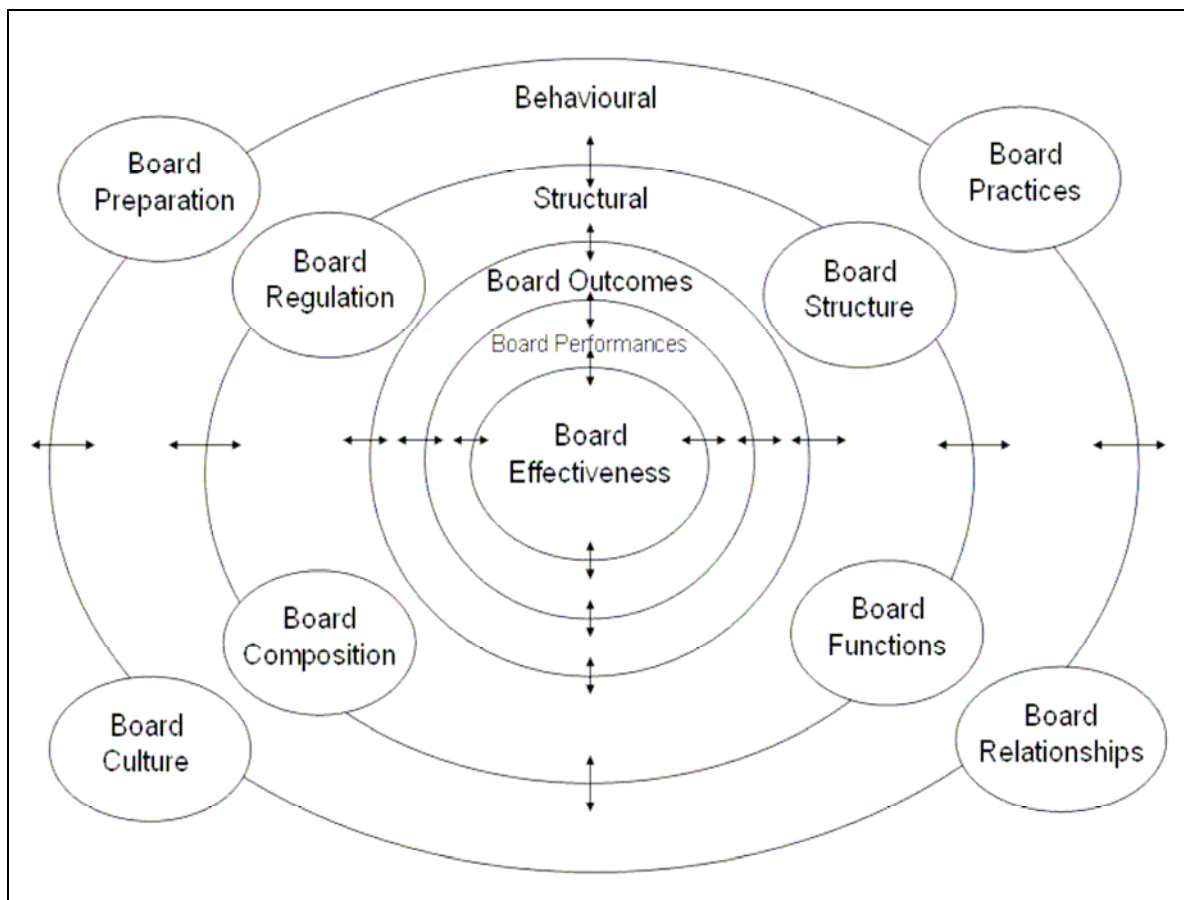 Behavioural
Board
Preparation
Board
Practices
Structural
Board
Regulation
Board
Structure
Board Outcomes
Board Performances
Board
Effectiveness
Board
Composition
Board
Functions
Board
Culture
Board
Relationships